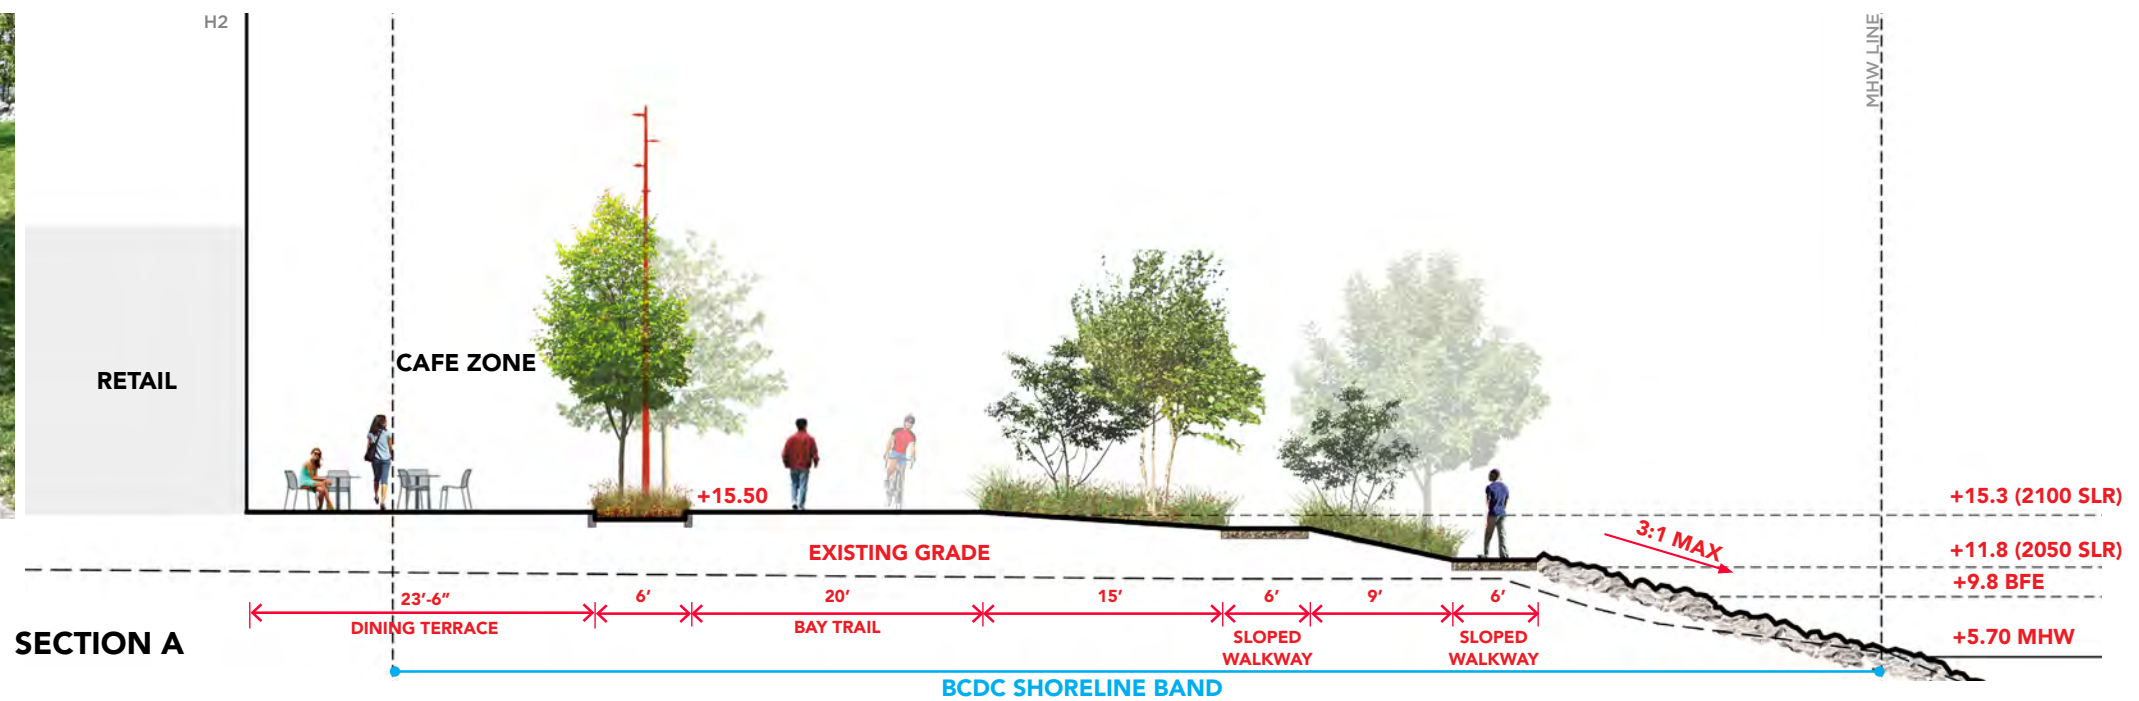 H2
MHW LINE
CAFE ZONE
RETAIL
+15.50
+15.3 (2100 SLR)
3:1 MAX
EXISTING GRADE
+11.8 (2050 SLR)
+9.8 BFE
23'-6"
6'
20'
15'
6'
9'
6'
DINING TERRACE
BAY TRAIL
SLOPED
WALKWAY
SLOPED
WALKWAY
+5.70 MHW
SECTION A
BCDC SHORELINE BAND